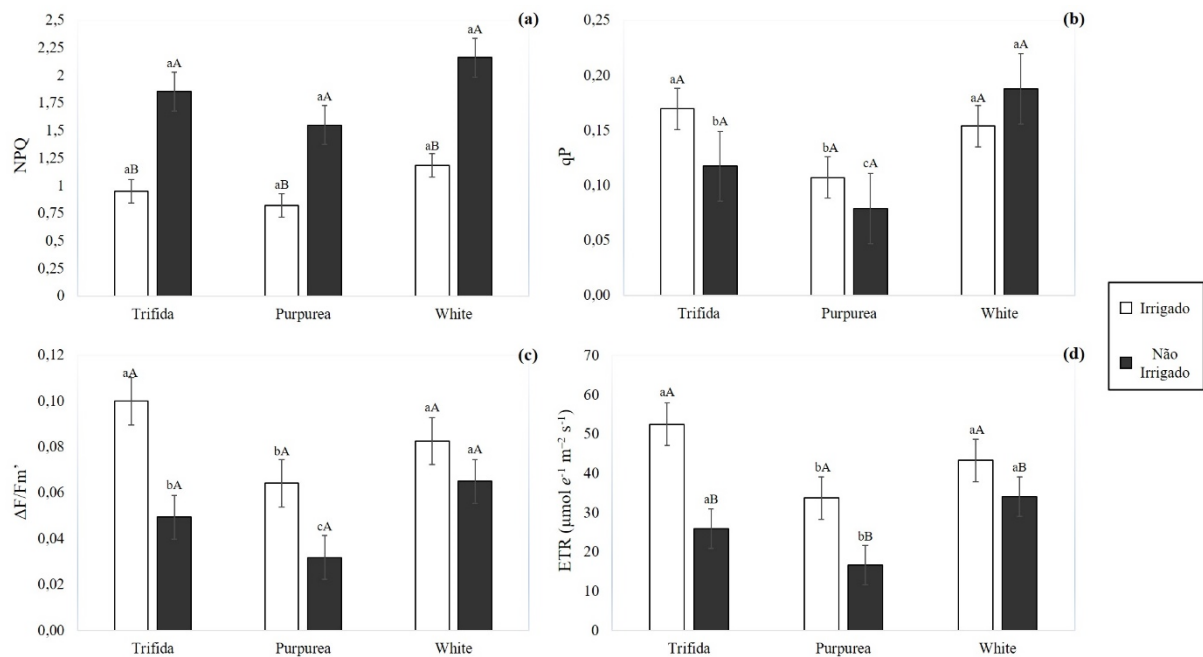 (a)
2,5
2,25
2
1,75
1,5
1,25
1
0,75
0,5
0,25
0
NPQ
aB
aA
aB
aA
aB
aA
Trifida
Purpurea
White
(b)
0,25
0,20
0,15
0,10
0,05
0,00
qP
aA
bA
bA
cA
aA
aA
Trifida
Purpurea
White
Irrigado
Não
Irrigado
(c)
0,12
0,10
0,08
0,06
0,04
0,02
0,00
ΔF/Fm'
aA
bA
bA
cA
aA
aA
Trifida
Purpurea
White
(d)
70
60
50
40
30
20
10
0
ETR (µmol e⁻¹ m⁻² s⁻¹)
aA
aB
bA
bB
aA
aB
Trifida
Purpurea
White